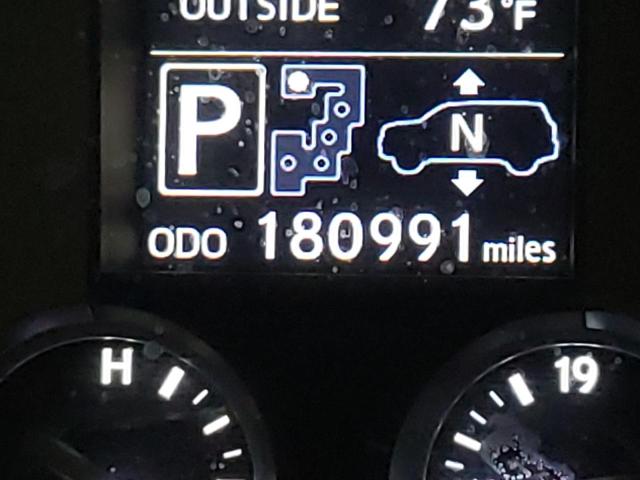 OUTSIDE 73°F
P N
ODO 180991 miles
H 19